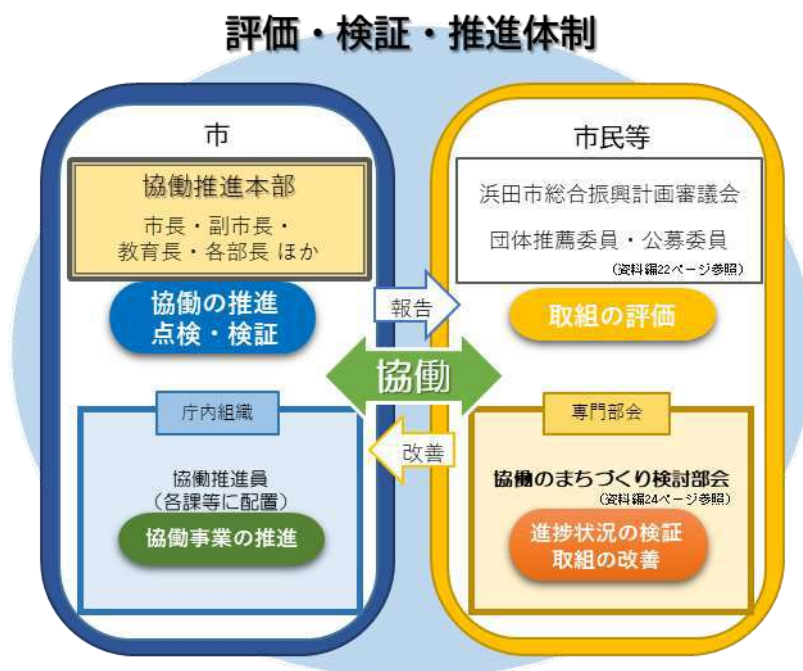 評価・検証・推進体制
市
協働推進本部
市長・副市長・
教育長・各部長 ほか
協働の推進
点検・検証
庁内組織
協働推進員
（各課等に配置）
協働事業の推進
報告
協働
改善
市民等
浜田市総合振興計画審議会
団体推薦委員・公募委員
（資料編22ページ参照）
取組の評価
専門部会
協働のまちづくり検討部会
（資料編24ページ参照）
進捗状況の検証
取組の改善